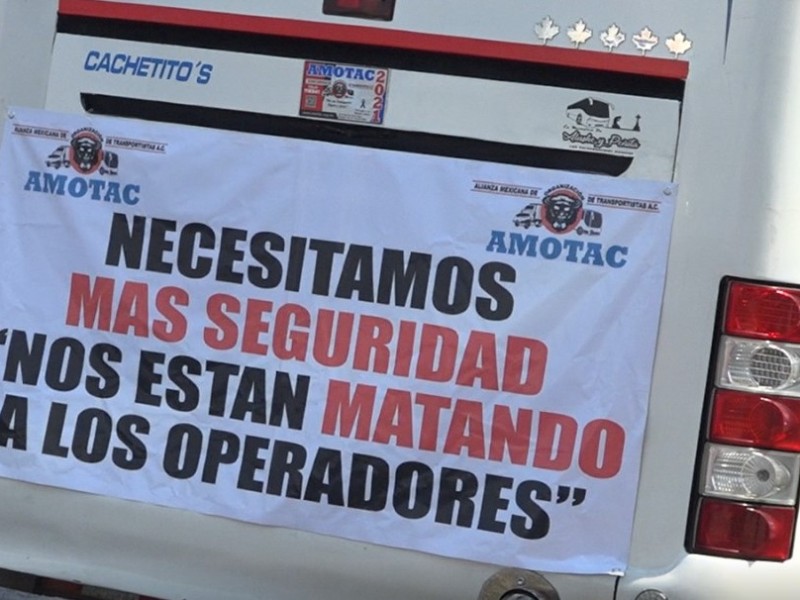 CACHETITO´S
AMOTAC
2021
ALIANZA MEXICANA DE ORGANIZACIÓN DE TRANSPORTISTAS A.C.
AMOTAC
ALIANZA MEXICANA DE ORGANIZACIÓN DE TRANSPORTISTAS A.C.
AMOTAC
NECESITAMOS
MAS SEGURIDAD
“NOS ESTAN MATANDO
A LOS OPERADORES”